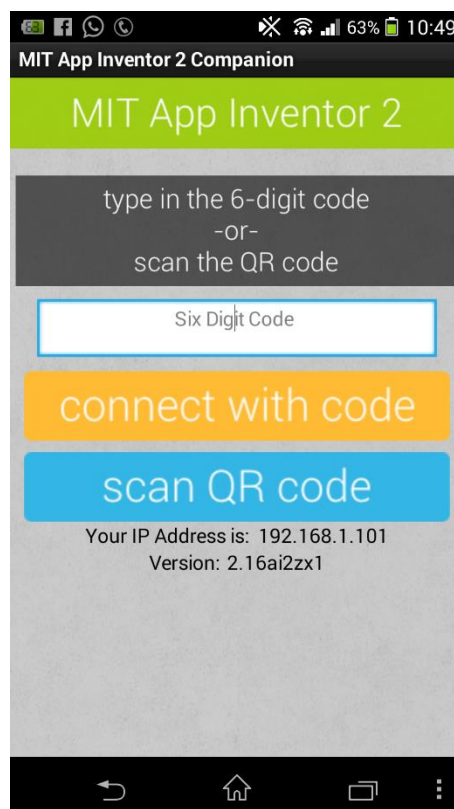 63% 10:49
MIT App Inventor 2 Companion
MIT App Inventor 2
type in the 6-digit code
-or-
scan the QR code
Six Digit Code
connect with code
scan QR code
Your IP Address is: 192.168.1.101
Version: 2.16ai2zx1